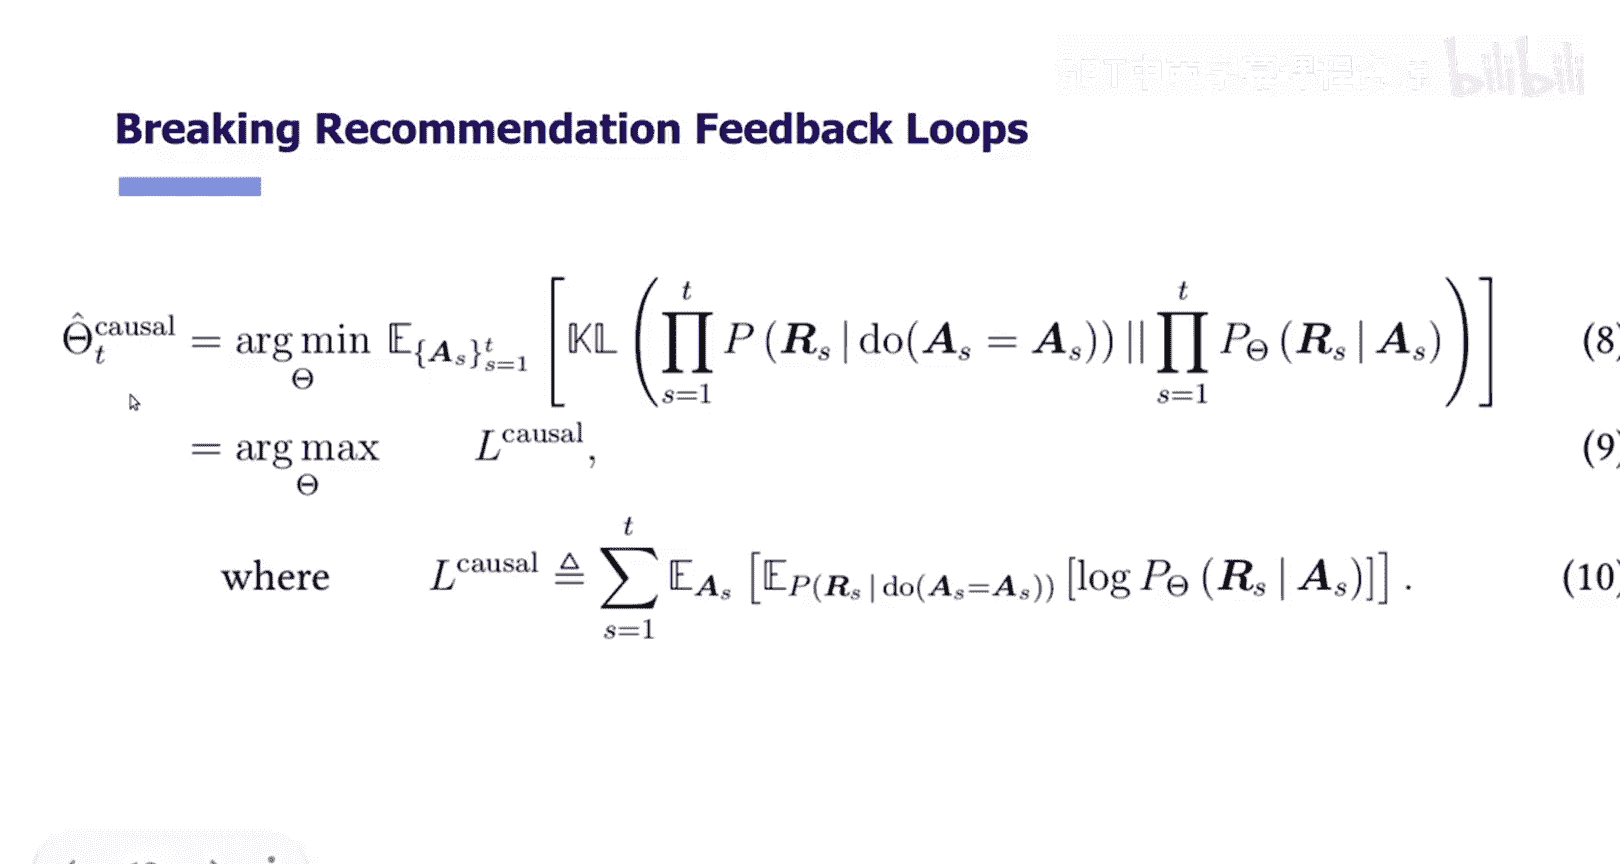 bilibili
Breaking Recommendation Feedback Loops
Θ̂_t^causal = arg min_Θ 𝔼_{{A_s}_{s=1}^t} [ 𝕂𝕃 ( ∏_{s=1}^t P (R_s | do(A_s = A_s)) || ∏_{s=1}^t P_Θ (R_s | A_s) ) ] (8)
= arg max_Θ L^causal, (9)
where L^causal ≜ ∑_{s=1}^t 𝔼_{A_s} [𝔼_{P(R_s | do(A_s=A_s))} [log P_Θ (R_s | A_s)]] . (10)